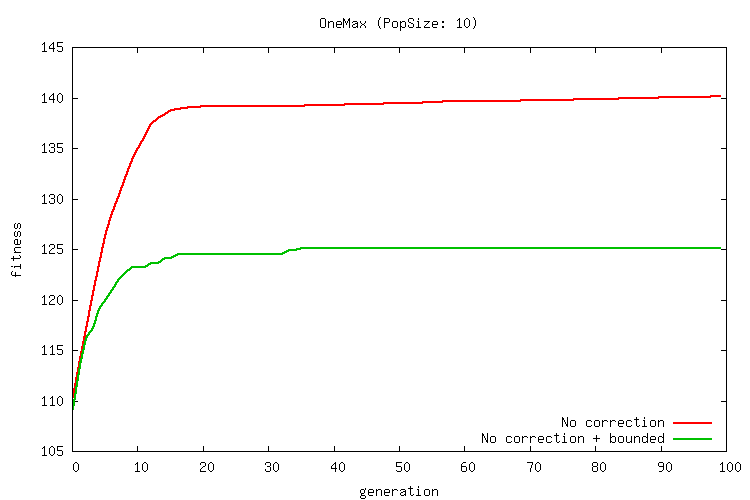 OneMax (PopSize: 10)
145
140
135
130
125
120
115
110
105
fitness
0 10 20 30 40 50 60 70 80 90 100
generation
No correction
No correction + bounded